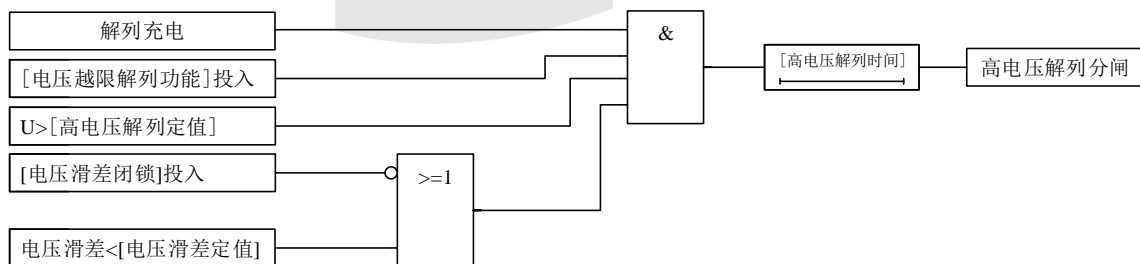 解列充电
&
[高电压解列时间]
高电压解列分闸
[电压越限解列功能]投入
U>[高电压解列定值]
[电压滑差闭锁]投入
>=1
电压滑差<[电压滑差定值]